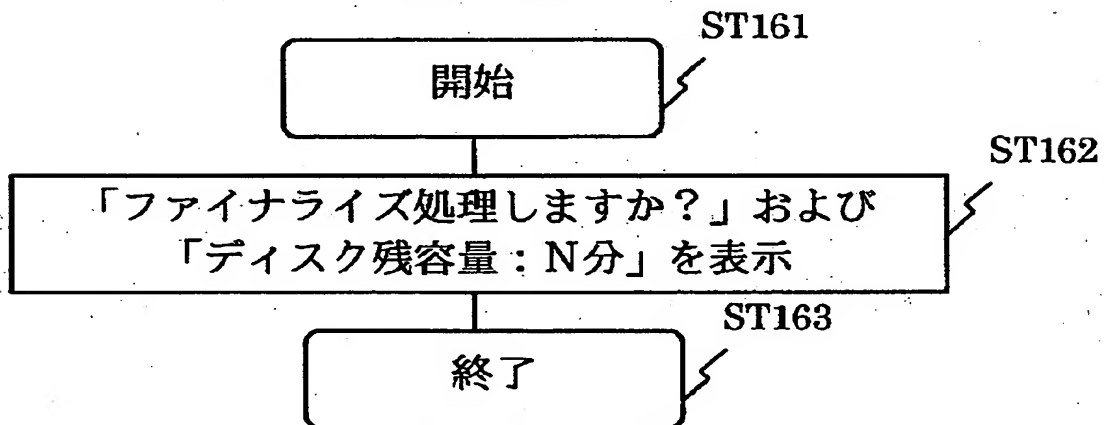 ST161
開始
ST162
「ファイナライズ処理しますか？」および
「ディスク残容量：N分」を表示
ST163
終了